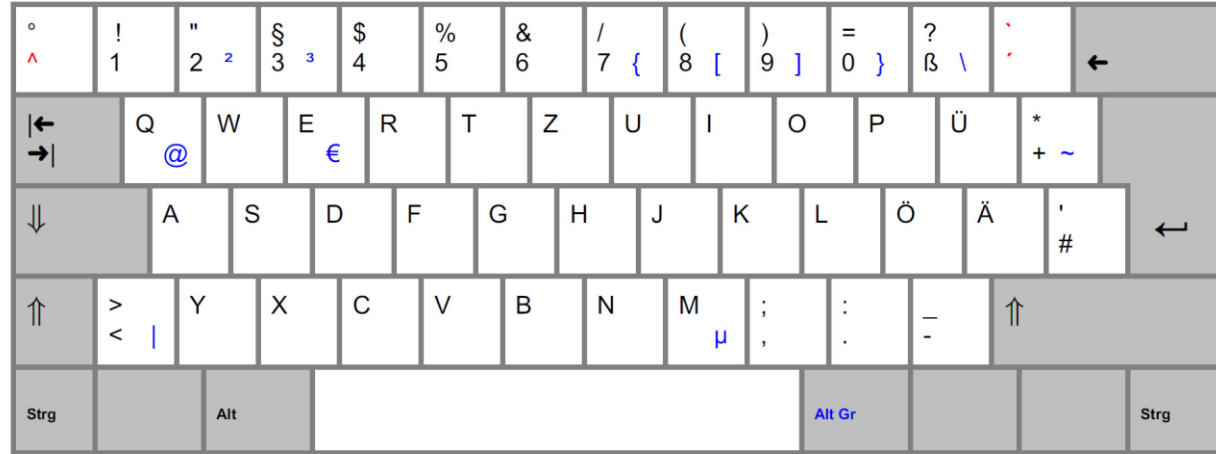 ° ! " § $ % & / ( ) = ? `
^ 1 2 ² 3 ³ 4 5 6 7 { 8 [ 9 ] 0 } ß \ ´ ←
|← Q W E R T Z U I O P Ü *
→| @ € + ~
⇓ A S D F G H J K L Ö Ä ' ↵
#
⇑ > Y X C V B N M ; : _ ⇑
< | µ , . -
Strg Alt Alt Gr Strg